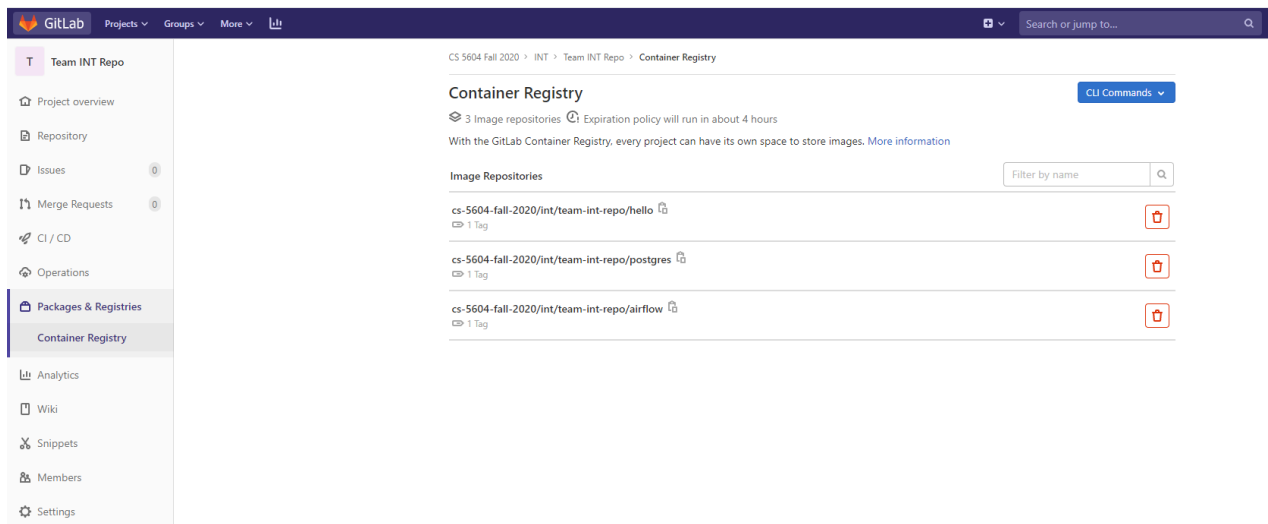 GitLab Projects Groups More Search or jump to...
T Team INT Repo
Project overview
Repository
Issues 0
Merge Requests 0
CI / CD
Operations
Packages & Registries
Container Registry
Analytics
Wiki
Snippets
Members
Settings
CS 5604 Fall 2020 > INT > Team INT Repo > Container Registry
Container Registry
CLI Commands
3 Image repositories Expiration policy will run in about 4 hours
With the GitLab Container Registry, every project can have its own space to store images. More information
Image Repositories
Filter by name
cs-5604-fall-2020/int/team-int-repo/hello
1 Tag
cs-5604-fall-2020/int/team-int-repo/postgres
1 Tag
cs-5604-fall-2020/int/team-int-repo/airflow
1 Tag